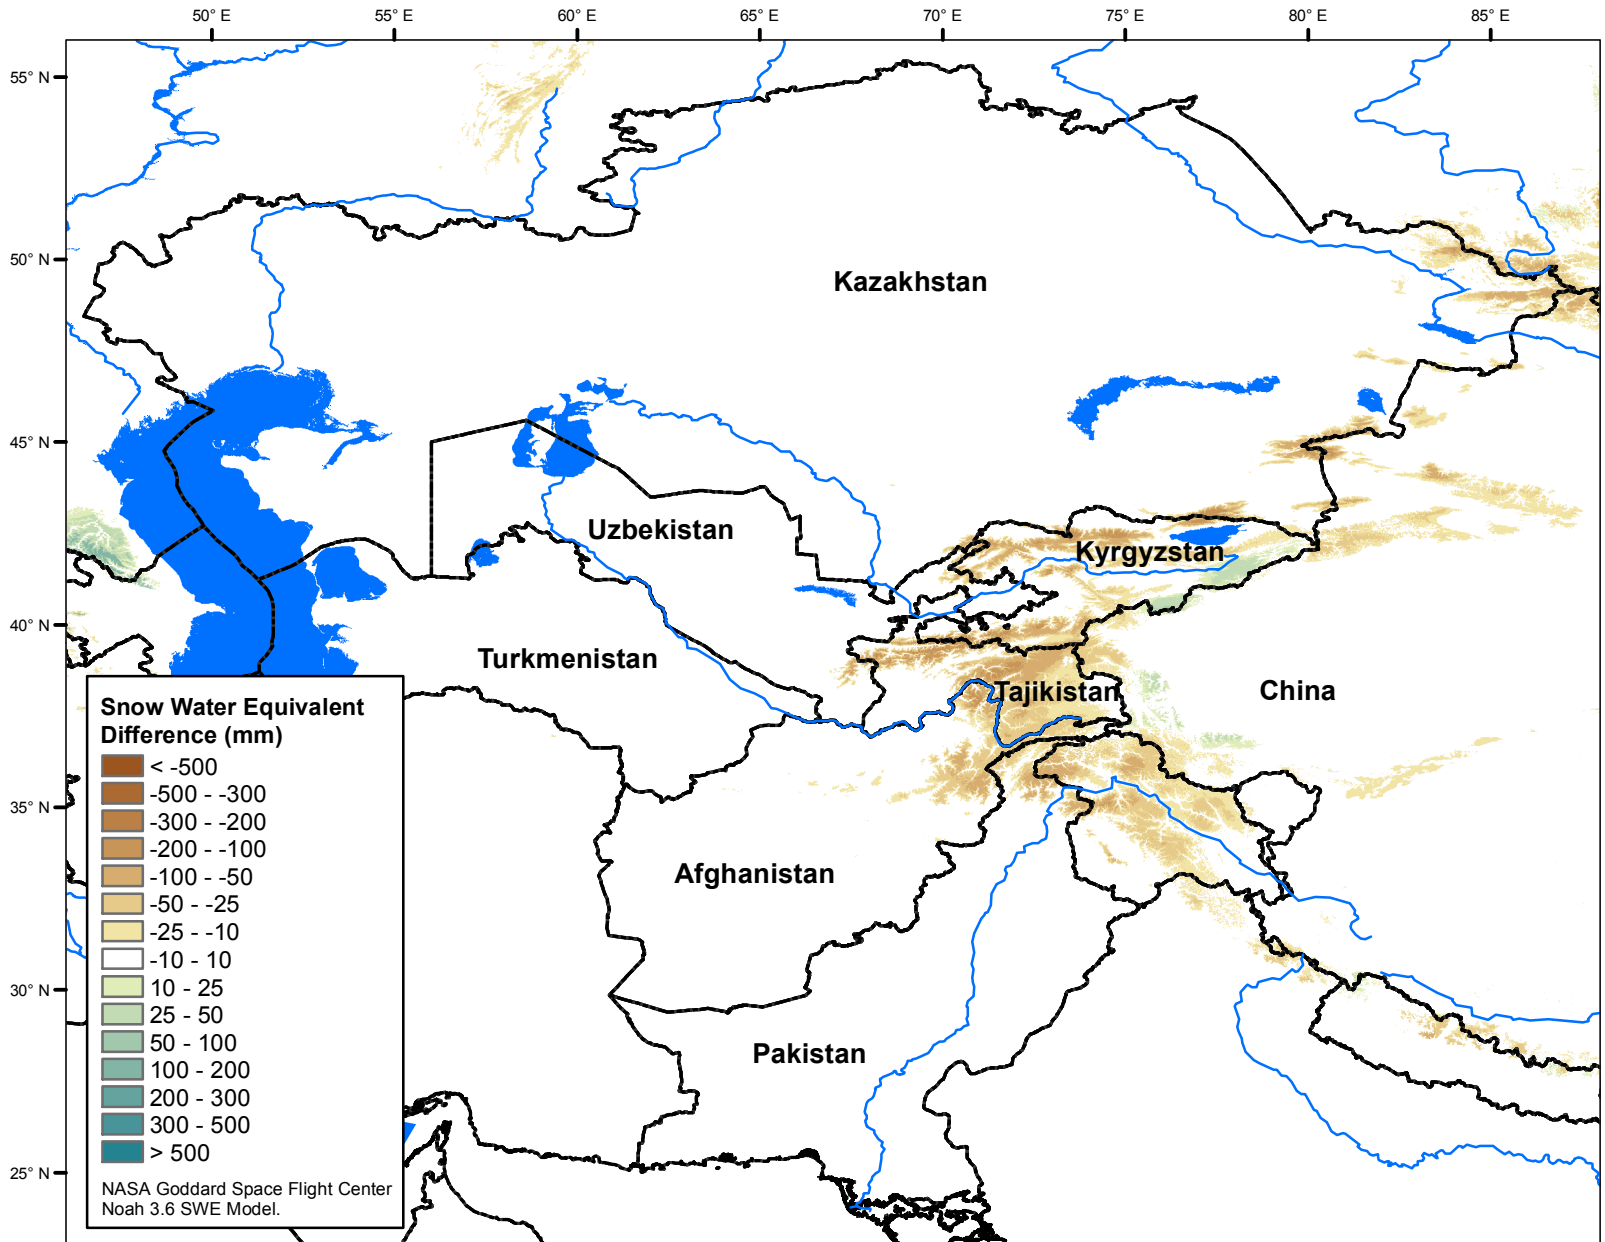 50° E 55° E 60° E 65° E 70° E 75° E 80° E 85° E
55° N
50° N
45° N
40° N
35° N
30° N
25° N
Kazakhstan
Uzbekistan
Kyrgyzstan
Turkmenistan
Tajikistan
China
Afghanistan
Pakistan
Snow Water Equivalent
Difference (mm)
< -500
-500 - -300
-300 - -200
-200 - -100
-100 - -50
-50 - -25
-25 - -10
-10 - 10
10 - 25
25 - 50
50 - 100
100 - 200
200 - 300
300 - 500
> 500
NASA Goddard Space Flight Center
Noah 3.6 SWE Model.